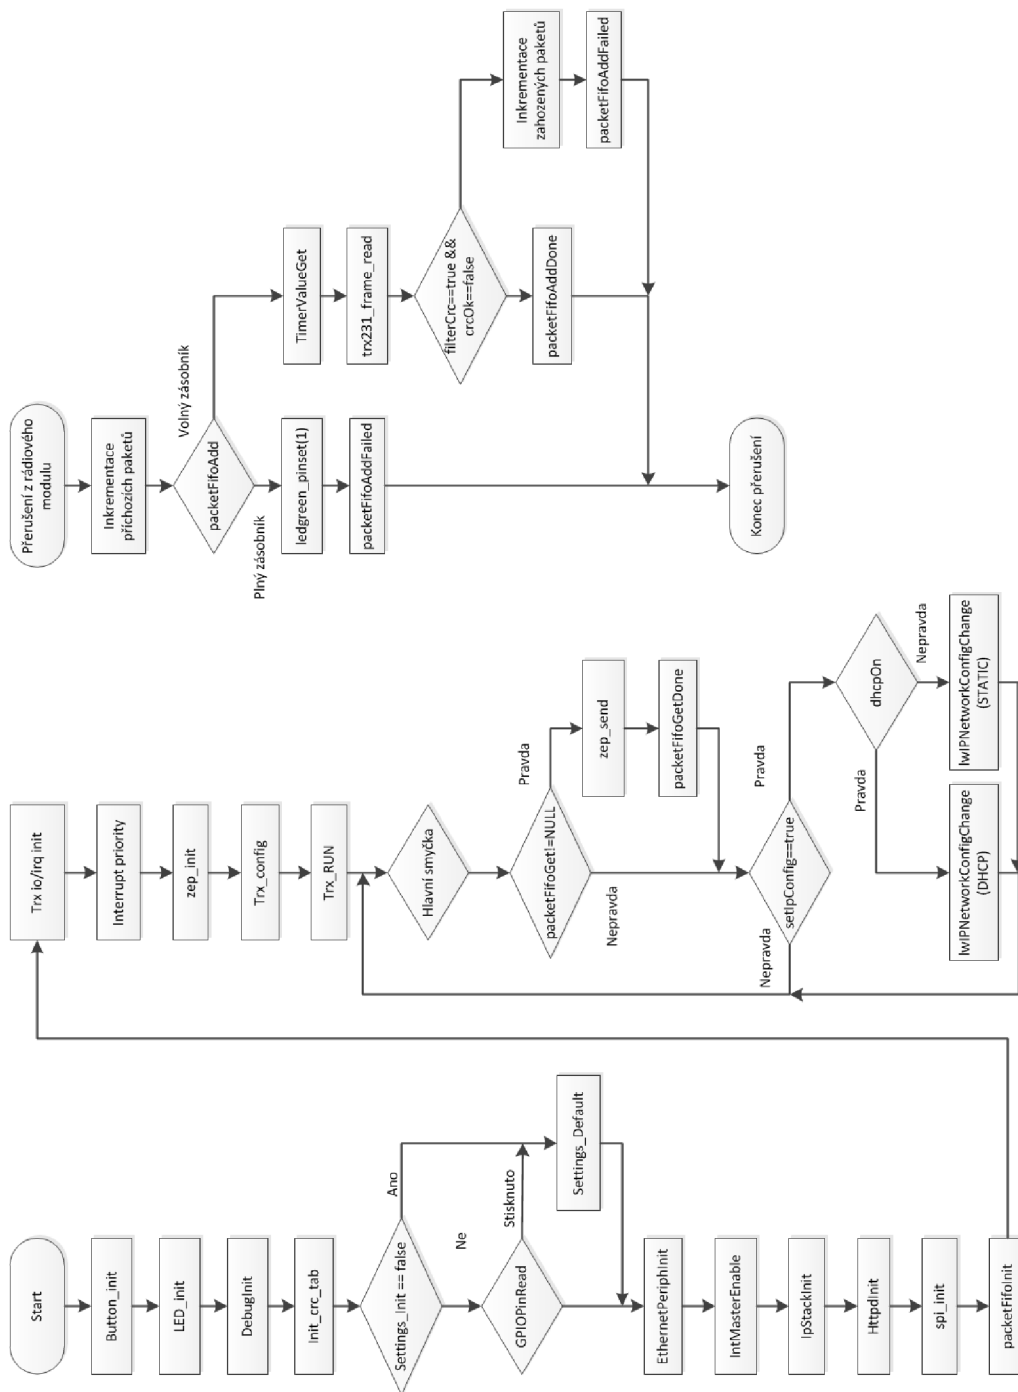 Start
Button_init
LED_init
DebugInit
Init_crc_tab
Settings_Init == false
Ano
Ne
GPIOPinRead
Stisknuto
Settings_Default
EthernetPeriphInit
IntMasterEnable
IpStackInit
HttpdInit
spi_init
packetFifoInit
Trx io/irq init
Interrupt priority
zep_init
Trx_config
Trx_RUN
Hlavní smyčka
packetFifoGet!=NULL
Pravda
Nepravda
zep_send
packetFifoGetDone
setIpConfig==true
Nepravda
Pravda
dhcpOn
Pravda
Nepravda
lwIPNetworkConfigChange
(DHCP)
lwIPNetworkConfigChange
(STATIC)
Přerušení z rádiového
modulu
Inkrementace
příchozích paketů
packetFifoAdd
Plný zásobník
Volný zásobník
ledgreen_pinset(1)
packetFifoAddFailed
TimerValueGet
trx231_frame_read
filterCrc==true &&
crcOk==false
packetFifoAddDone
Inkrementace
zahozených paketů
packetFifoAddFailed
Konec přerušení